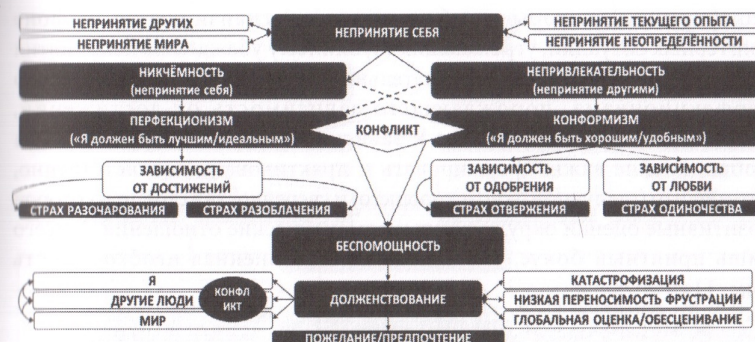 НЕПРИНЯТИЕ ДРУГИХ
НЕПРИНЯТИЕ МИРА
НЕПРИНЯТИЕ СЕБЯ
НЕПРИНЯТИЕ ТЕКУЩЕГО ОПЫТА
НЕПРИНЯТИЕ НЕОПРЕДЕЛЁННОСТИ
НИКЧЁМНОСТЬ
(непринятие себя)
НЕПРИВЛЕКАТЕЛЬНОСТЬ
(непринятие другими)
ПЕРФЕКЦИОНИЗМ
(«Я должен быть лучшим/идеальным»)
КОНФЛИКТ
КОНФОРМИЗМ
(«Я должен быть хорошим/удобным»)
ЗАВИСИМОСТЬ
ОТ ДОСТИЖЕНИЙ
ЗАВИСИМОСТЬ
ОТ ОДОБРЕНИЯ
ЗАВИСИМОСТЬ
ОТ ЛЮБВИ
СТРАХ РАЗОЧАРОВАНИЯ
СТРАХ РАЗОБЛАЧЕНИЯ
СТРАХ ОТВЕРЖЕНИЯ
СТРАХ ОДИНОЧЕСТВА
БЕСПОМОЩНОСТЬ
Я
ДРУГИЕ ЛЮДИ
МИР
КОНФЛ
ИКТ
ДОЛЖЕНСТВОВАНИЕ
КАТАСТРОФИЗАЦИЯ
НИЗКАЯ ПЕРЕНОСИМОСТЬ ФРУСТРАЦИИ
ГЛОБАЛЬНАЯ ОЦЕНКА/ОБЕСЦЕНИВАНИЕ
ПОЖЕЛАНИЕ/ПРЕДПОЧТЕНИЕ